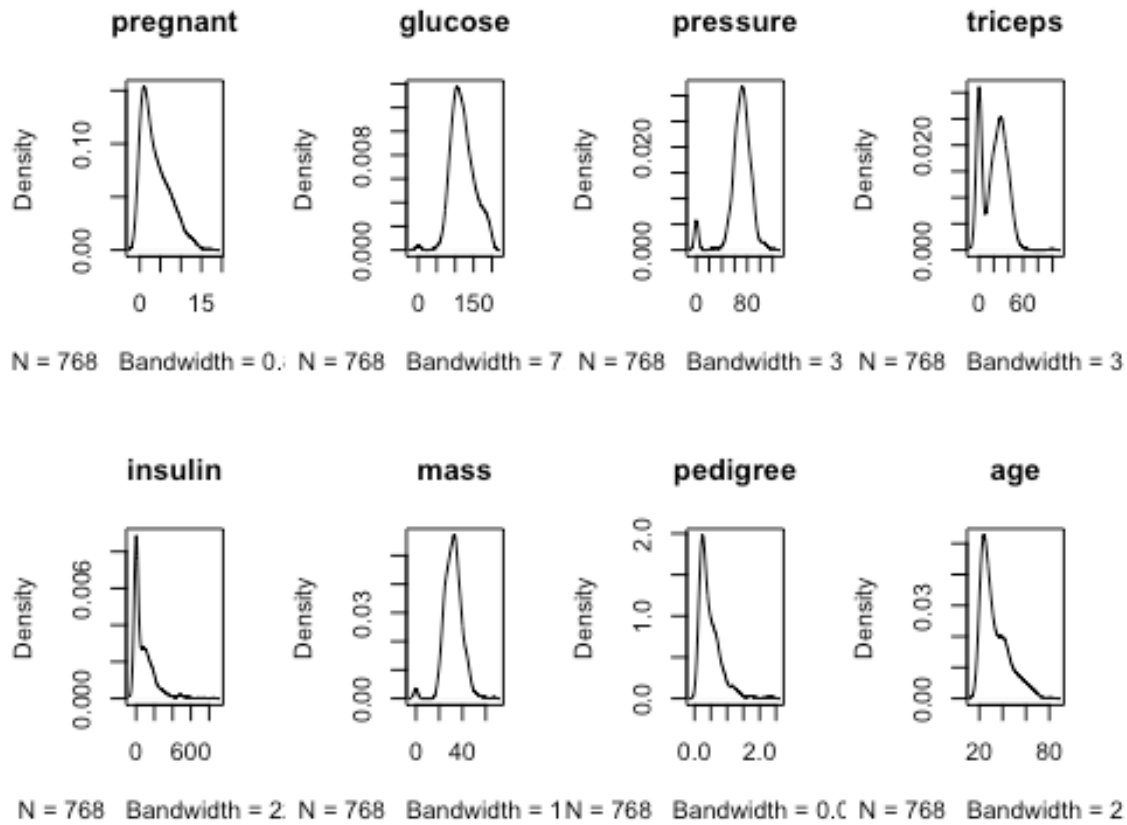 pregnant glucose pressure triceps
Density Density Density Density
0.00 0.10 0.000 0.008 0.000 0.020 0.000 0.020
0 15 0 150 0 80 0 60
N = 768 Bandwidth = 0. N = 768 Bandwidth = 7 N = 768 Bandwidth = 3 N = 768 Bandwidth = 3
insulin mass pedigree age
Density Density Density Density
0.000 0.006 0.00 0.03 0.0 1.0 2.0 0.00 0.03
0 600 0 40 0.0 2.0 20 80
N = 768 Bandwidth = 2 N = 768 Bandwidth = 1 N = 768 Bandwidth = 0.0 N = 768 Bandwidth = 2